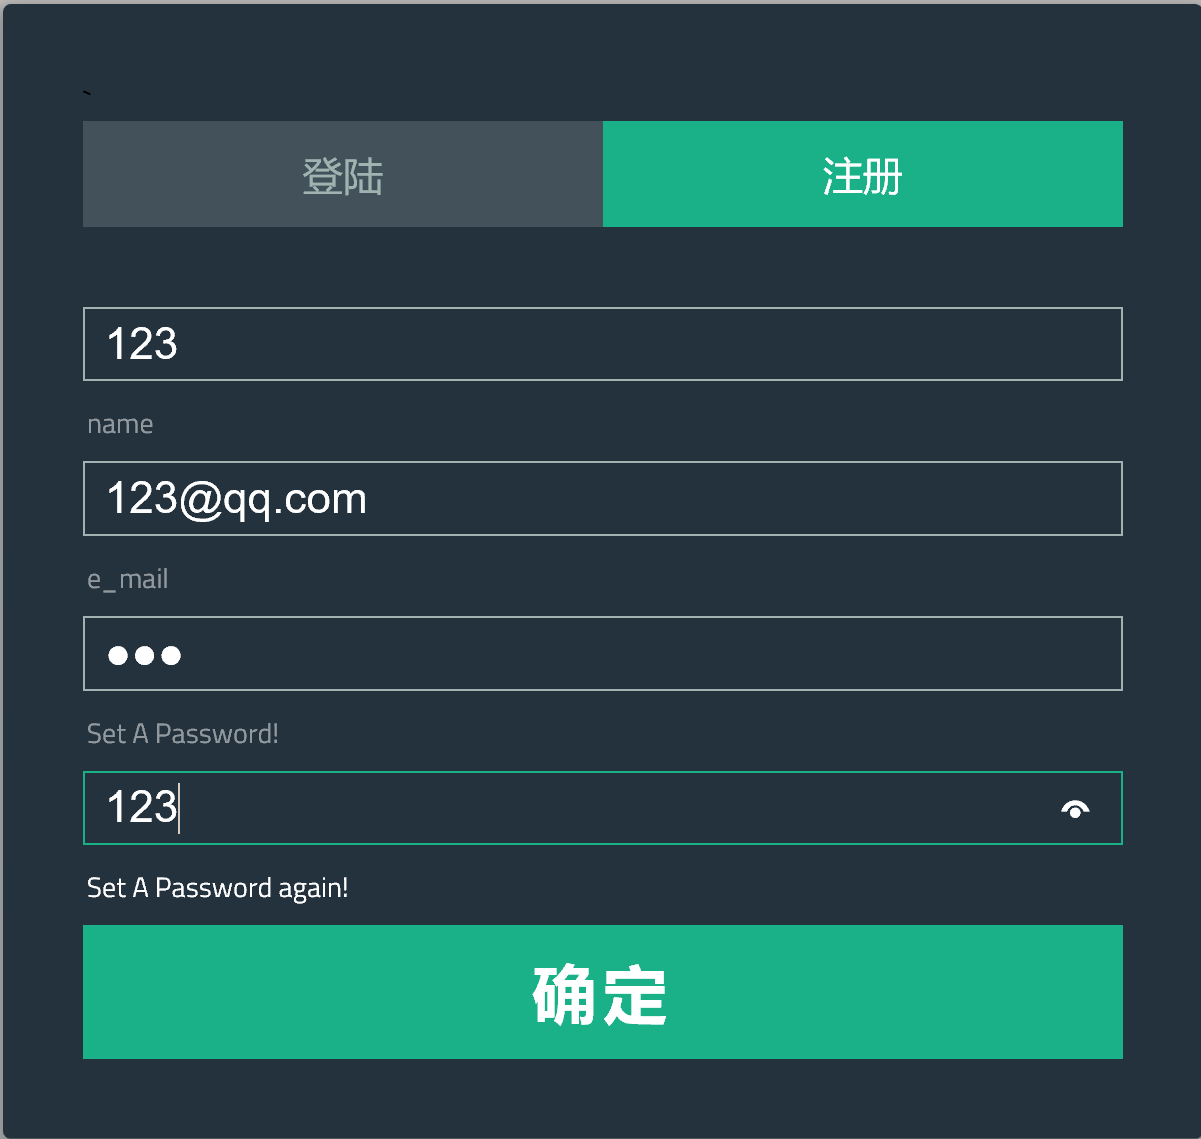 `
登陆 注册
123
name
123@qq.com
e_mail
●●●
Set A Password!
123
Set A Password again!
确定